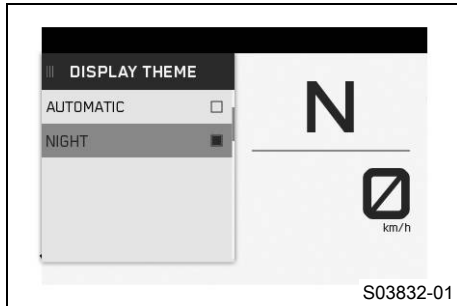 DISPLAY THEME
AUTOMATIC
NIGHT
N
0
km/h
S03832-01